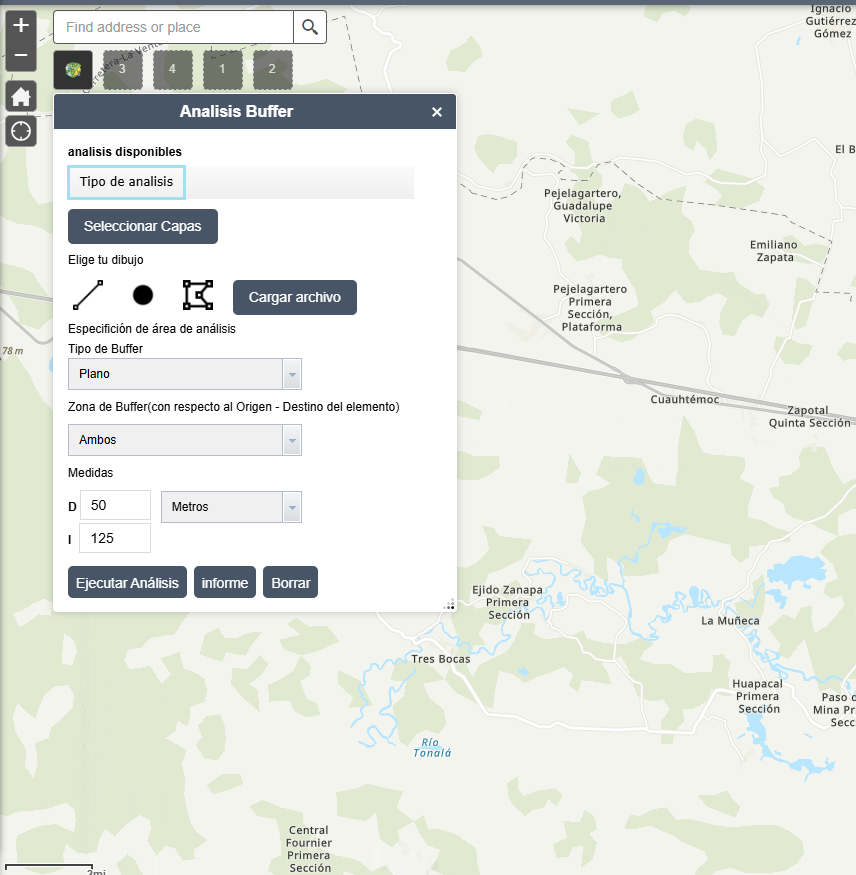 Ignacio
Gutiérrez
Gómez
+
Find address or place
−
Carretera-La Venta
3
4
1
2
Analisis Buffer
×
analisis disponibles
Tipo de analisis
Seleccionar Capas
Elige tu dibujo
Cargar archivo
Especifición de área de análisis
Tipo de Buffer
Plano
Zona de Buffer(con respecto al Origen - Destino del elemento)
Ambos
Medidas
D
50
Metros
I
125
Ejecutar Análisis
informe
Borrar
78 m
El B
Pejelagartero,
Guadalupe
Victoria
Emiliano
Zapata
Pejelagartero
Primera
Sección,
Plataforma
Cuauhtémoc
Zapotal
Quinta Sección
Ejido Zanapa
Primera
Sección
La Muñeca
Tres Bocas
Huapacal
Primera
Sección
Paso d
Mina Pr
Secc
Río
Tonalá
Central
Fournier
Primera
Sección
2mi